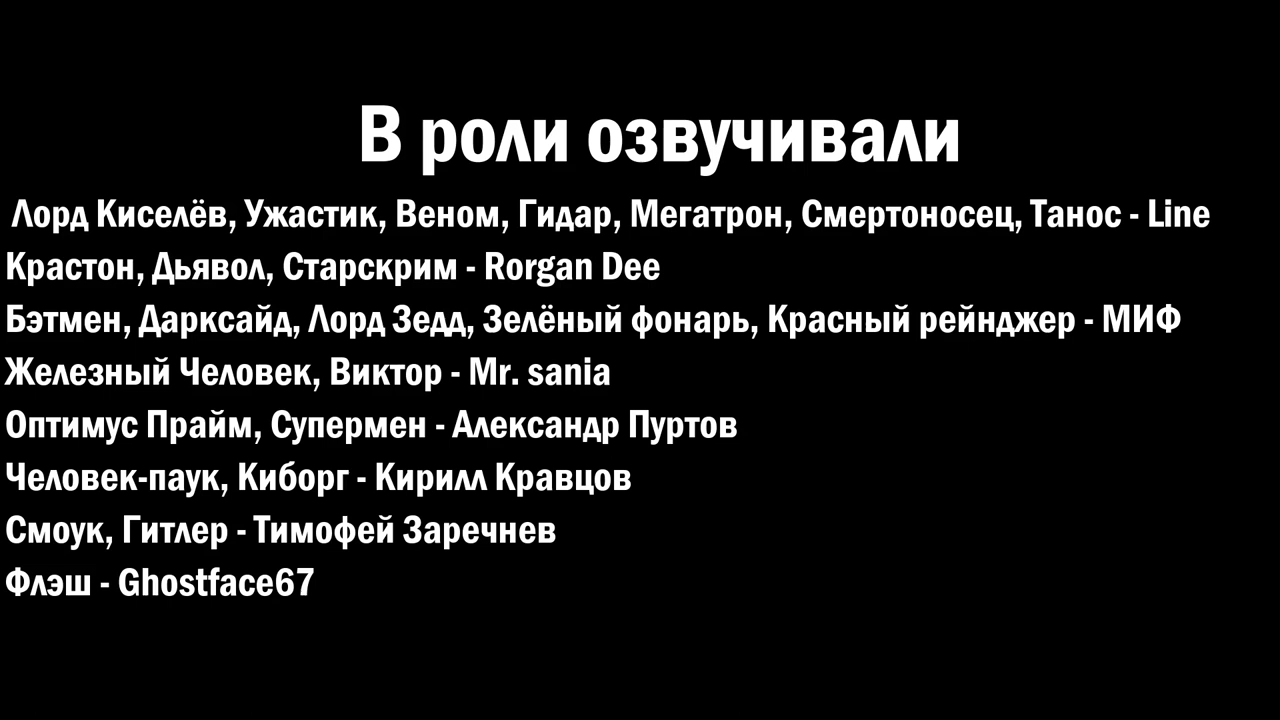 В роли озвучивали
Лорд Киселёв, Ужастик, Веном, Гидар, Мегатрон, Смертоносец, Танос - Line
Крастон, Дьявол, Старскрим - Rorgan Dee
Бэтмен, Дарксайд, Лорд Зедд, Зелёный фонарь, Красный рейнджер - МИФ
Железный Человек, Виктор - Mr. sania
Оптимус Прайм, Супермен - Александр Пуртов
Человек-паук, Киборг - Кирилл Кравцов
Смоук, Гитлер - Тимофей Заречнев
Флэш - Ghostface67